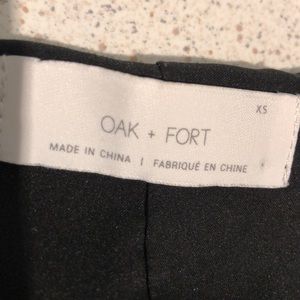 XS
OAK + FORT
MADE IN CHINA | FABRIQUÉ EN CHINE